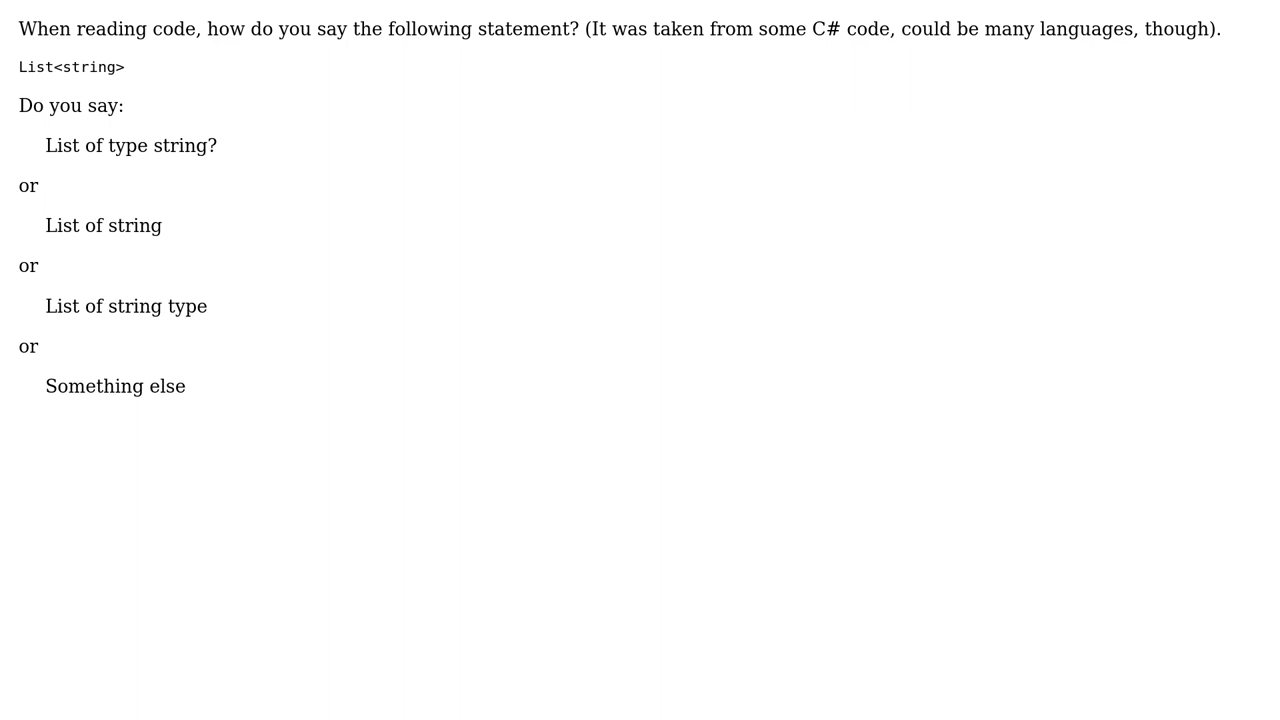 When reading code, how do you say the following statement? (It was taken from some C# code, could be many languages, though).
List<string>
Do you say:
List of type string?
or
List of string
or
List of string type
or
Something else